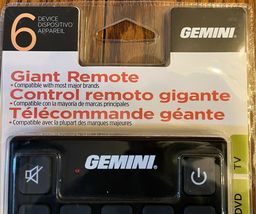 6
DEVICE
DISPOSITIVO
APPAREIL
GEMINI.
Giant Remote
• Compatible with most major brands
Control remoto gigante
• Compatible con la mayoría de marcas principales
Télécommande géante
• Compatible avec la plupart des marques majeures
GEMINI.
TV
DVD